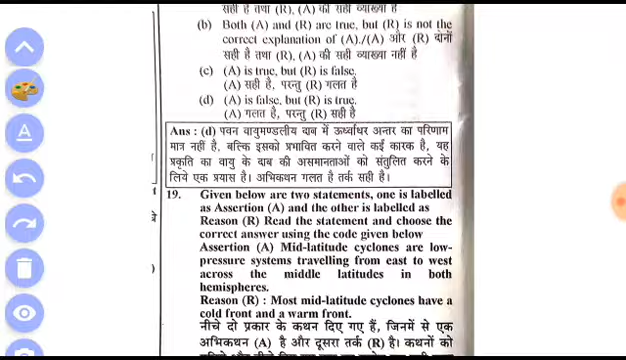 सही हैं तथा (R), (A) की सही व्याख्या है
(b) Both (A) and (R) are true, but (R) is not the
correct explanation of (A)./(A) और (R) दोनों
सही हैं तथा (R), (A) की सही व्याख्या नहीं है
(c) (A) is true, but (R) is false.
(A) सही है, परन्तु (R) गलत है
(d) (A) is false, but (R) is true.
(A) गलत है, परन्तु (R) सही है
Ans : (d) पवन वायुमण्डलीय दाब में ऊर्ध्वाधर अन्तर का परिणाम
मात्र नहीं है, बल्कि इसको प्रभावित करने वाले कई कारक है, यह
प्रकृति का वायु के दाब की असमानताओं को संतुलित करने के
लिये एक प्रयास है। अभिकथन गलत है तर्क सही है।
19. Given below are two statements, one is labelled
as Assertion (A) and the other is labelled as
Reason (R) Read the statement and choose the
correct answer using the code given below
Assertion (A) Mid-latitude cyclones are low-
pressure systems travelling from east to west
across the middle latitudes in both
hemispheres.
Reason (R) : Most mid-latitude cyclones have a
cold front and a warm front.
नीचे दो प्रकार के कथन दिए गए हैं, जिनमें से एक
अभिकथन (A) है और दूसरा तर्क (R) है। कथनों को
A